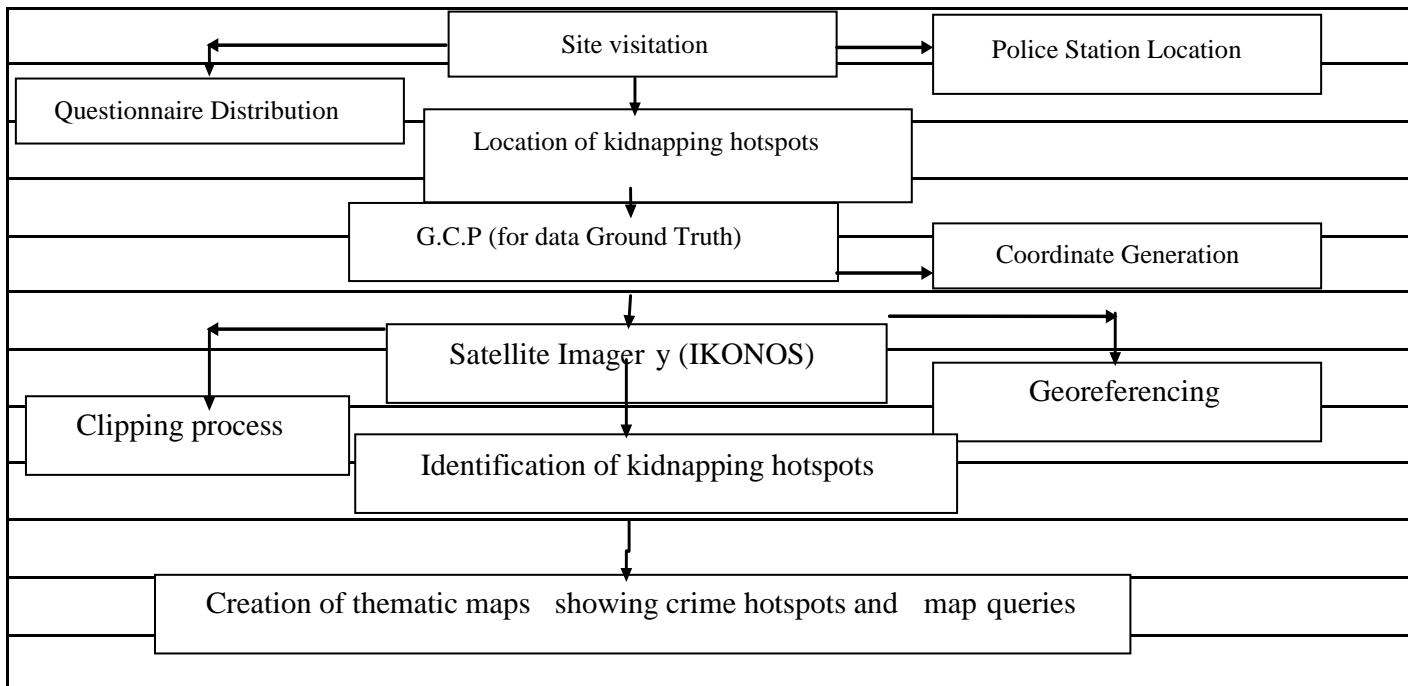 Site visitation
Police Station Location
Questionnaire Distribution
Location of kidnapping hotspots
G.C.P (for data Ground Truth)
Coordinate Generation
Satellite Imager y (IKONOS)
Georeferencing
Clipping process
Identification of kidnapping hotspots
Creation of thematic maps showing crime hotspots and map queries